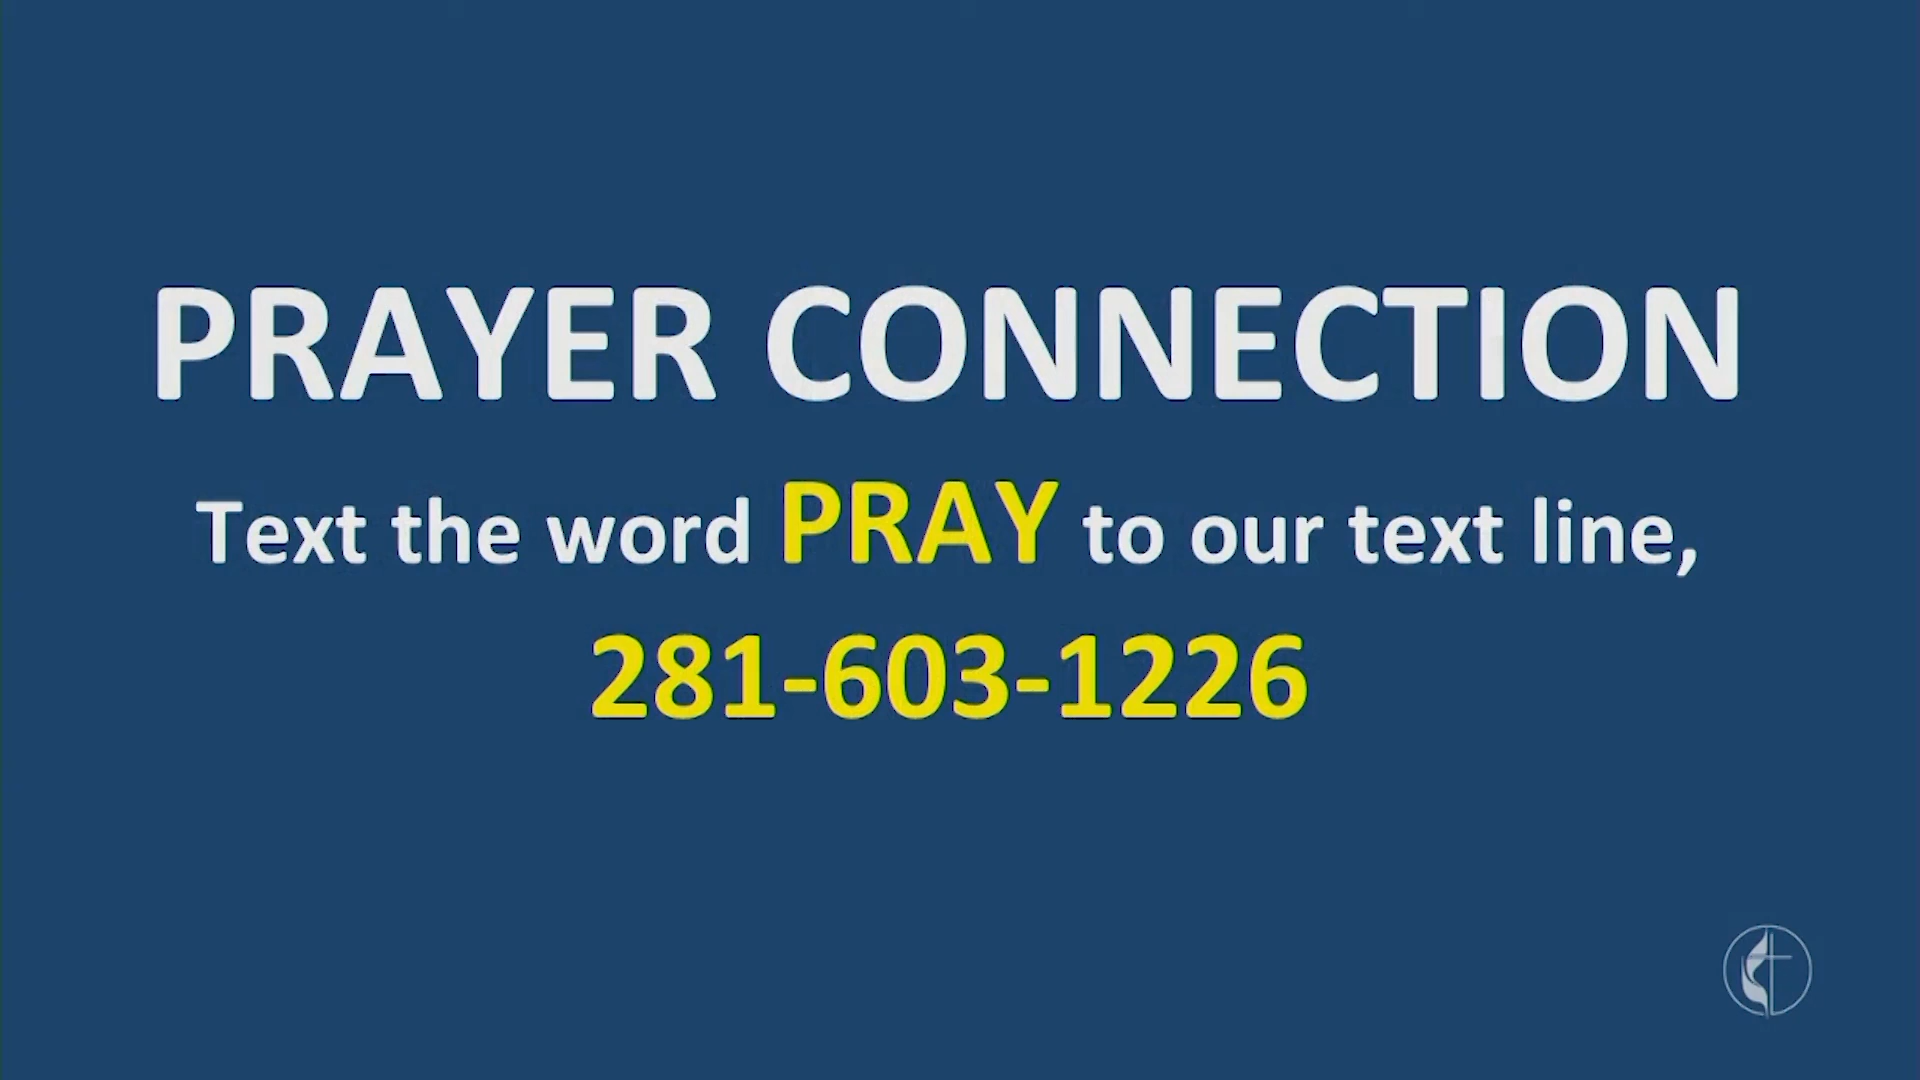 PRAYER CONNECTION
Text the word PRAY to our text line,
281-603-1226